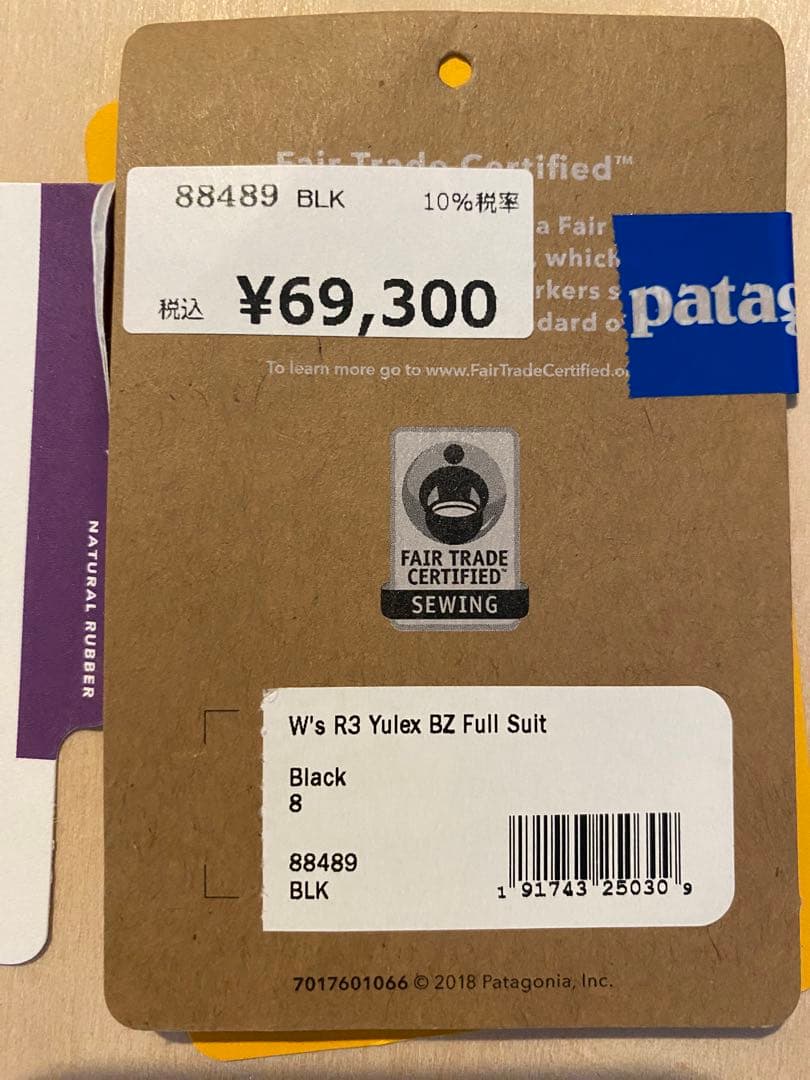 Fair Trade Certified™
88489 BLK 10%税率
a Fair
, which
税込 ¥69,300
rkers s
dard o
patag
To learn more go to www.FairTradeCertified.o
FAIR TRADE
CERTIFIED™
SEWING
NATURAL RUBBER
W's R3 Yulex BZ Full Suit
Black
8
88489
BLK
1 91743 25030 9
7017601066 © 2018 Patagonia, Inc.